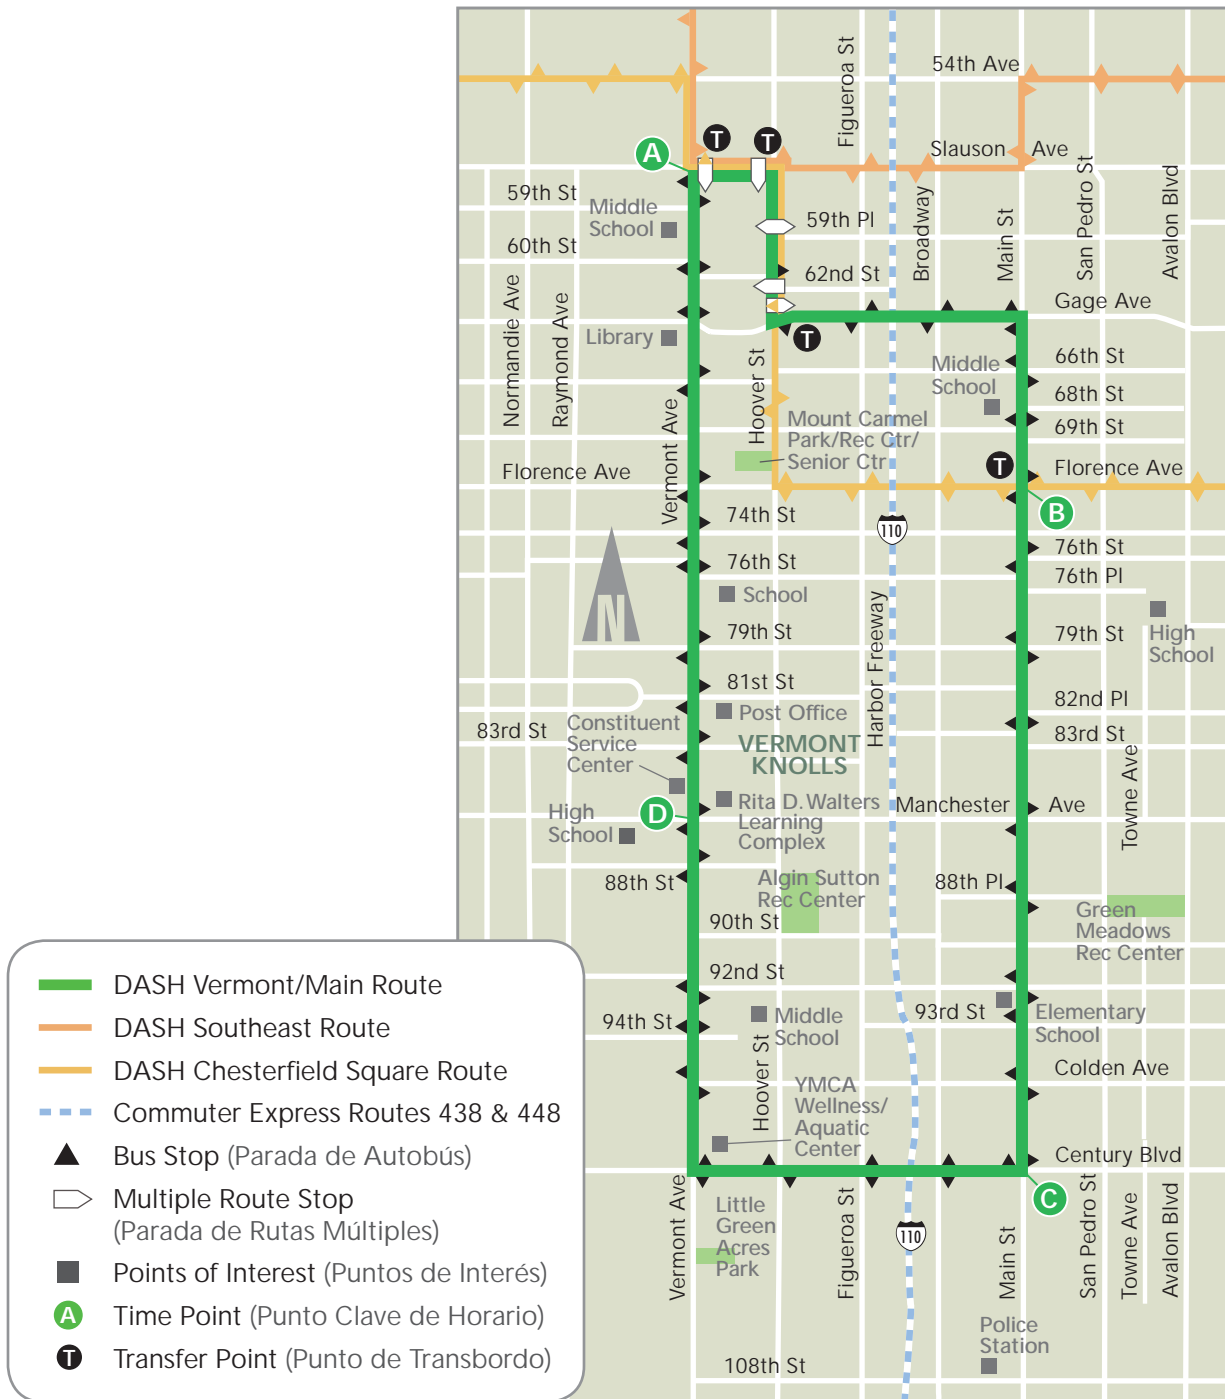 54th Ave
Figueroa St
T
T
A
Slauson Ave
59th St
Middle
School
59th Pl
60th St
62nd St
Broadway
Main St
San Pedro St
Avalon Blvd
Gage Ave
T
Normandie Ave
Raymond Ave
Library
Hoover St
Middle
School
66th St
68th St
69th St
Vermont Ave
Mount Carmel
Park/Rec Ctr/
Senior Ctr
T
Florence Ave
Florence Ave
B
74th St
110
76th St
76th St
76th Pl
N
School
Harbor Freeway
79th St
79th St
High
School
81st St
82nd Pl
83rd St
Constituent
Service
Center
Post Office
83rd St
VERMONT
KNOLLS
Towne Ave
Rita D. Walters
Learning
Complex
Manchester Ave
D
High
School
88th St
Algin Sutton
Rec Center
88th Pl
90th St
Green
Meadows
Rec Center
92nd St
94th St
Middle
School
93rd St
Elementary
School
Hoover St
YMCA
Wellness/
Aquatic
Center
Colden Ave
Century Blvd
C
Vermont Ave
Little
Green
Acres
Park
Figueroa St
110
Main St
San Pedro St
Towne Ave
Avalon Blvd
Police
Station
108th St
DASH Vermont/Main Route
DASH Southeast Route
DASH Chesterfield Square Route
Commuter Express Routes 438 & 448
Bus Stop (Parada de Autobús)
Multiple Route Stop
(Parada de Rutas Múltiples)
Points of Interest (Puntos de Interés)
A Time Point (Punto Clave de Horario)
T Transfer Point (Punto de Transbordo)